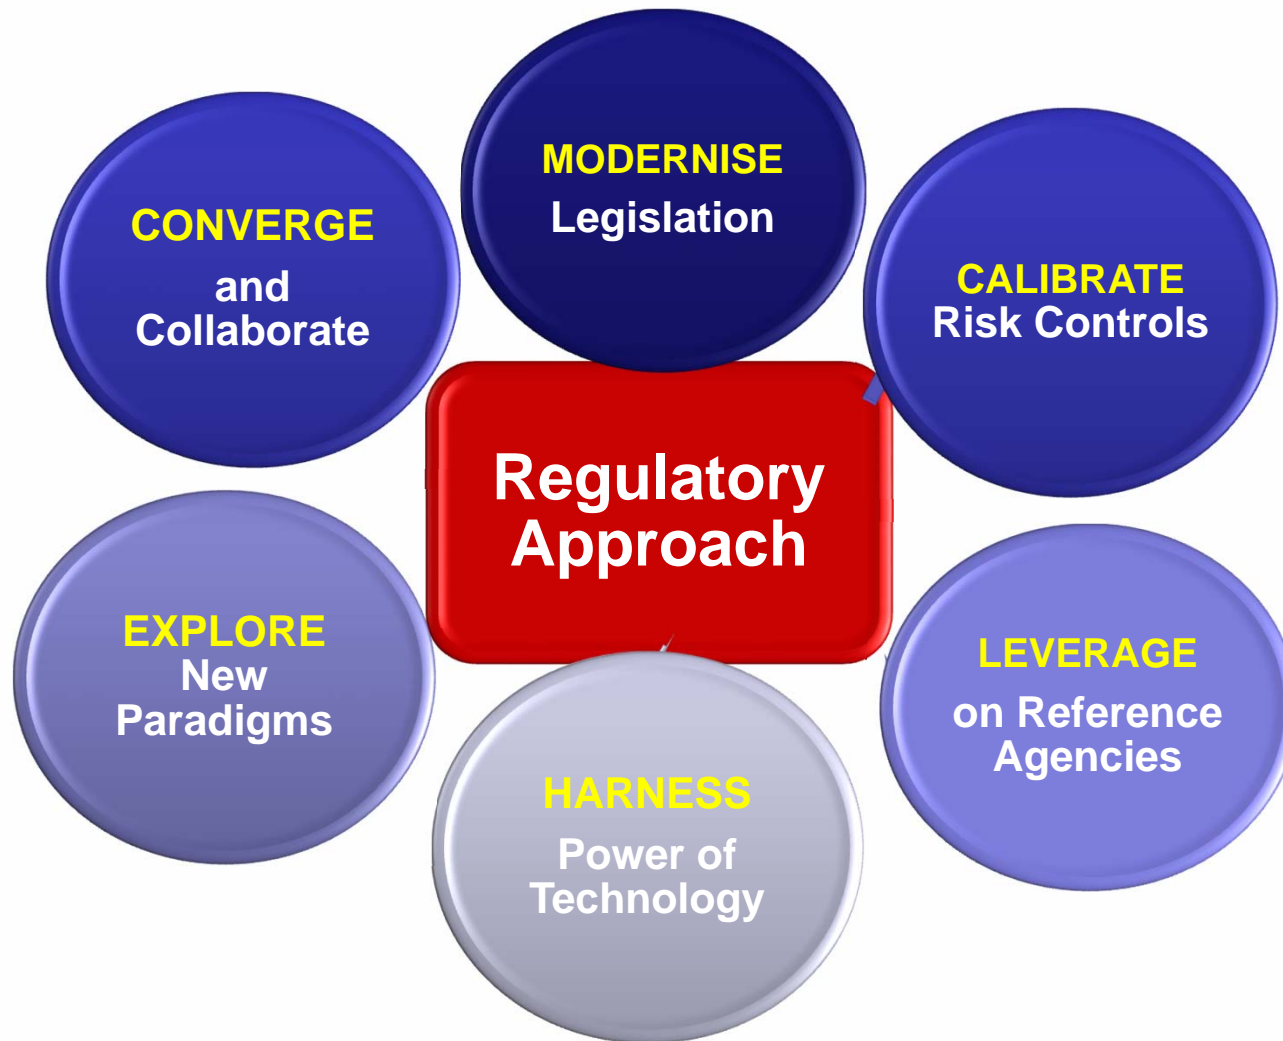 MODERNISE
Legislation
CONVERGE
and
Collaborate
CALIBRATE
Risk Controls
Regulatory
Approach
EXPLORE
New
Paradigms
LEVERAGE
on Reference
Agencies
HARNESS
Power of
Technology